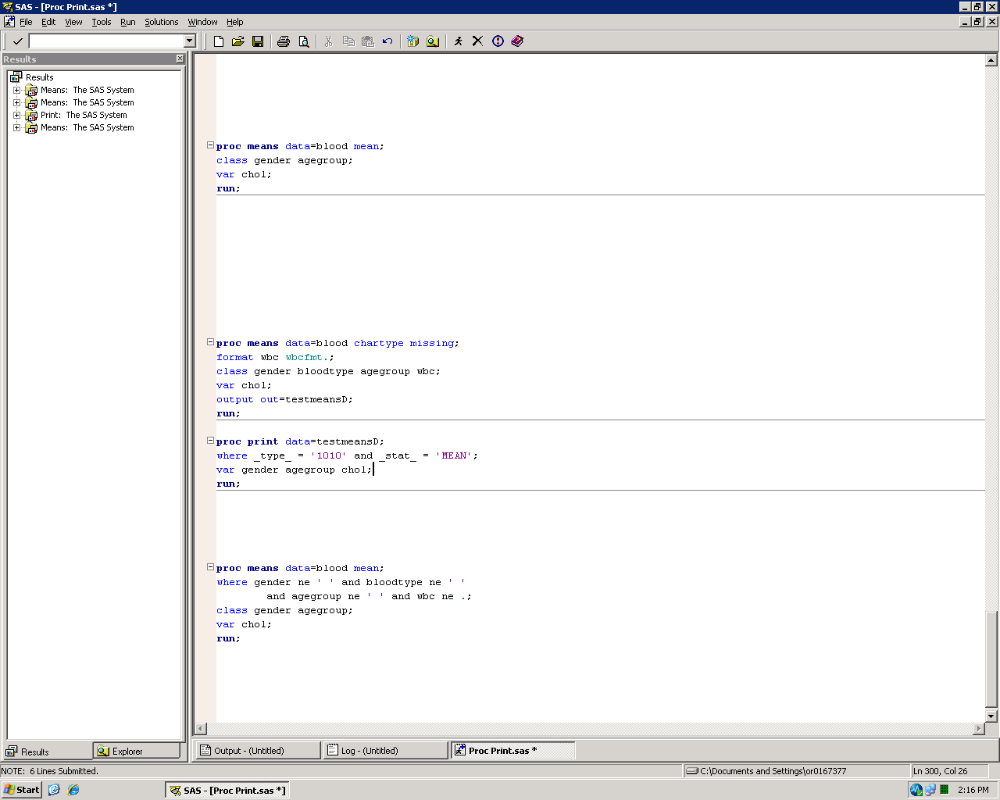 SAS - [Proc Print.sas *]
File Edit View Tools Run Solutions Window Help
Results
Results
Means: The SAS System
Means: The SAS System
Print: The SAS System
Means: The SAS System
proc means data=blood mean;
class gender agegroup;
var chol;
run;
proc means data=blood chartype missing;
format wbc wbcfmt.;
class gender bloodtype agegroup wbc;
var chol;
output out=testmeansD;
run;
proc print data=testmeansD;
where _type_ = '1010' and _stat_ = 'MEAN';
var gender agegroup chol;
run;
proc means data=blood mean;
where gender ne ' ' and bloodtype ne ' '
and agegroup ne ' ' and wbc ne .;
class gender agegroup;
var chol;
run;
Results Explorer
Output - (Untitled) Log - (Untitled) Proc Print.sas *
NOTE: 6 Lines Submitted. C:\Documents and Settings\or0167377 Ln 300, Col 26
Start SAS - [Proc Print.sas *] 2:16 PM